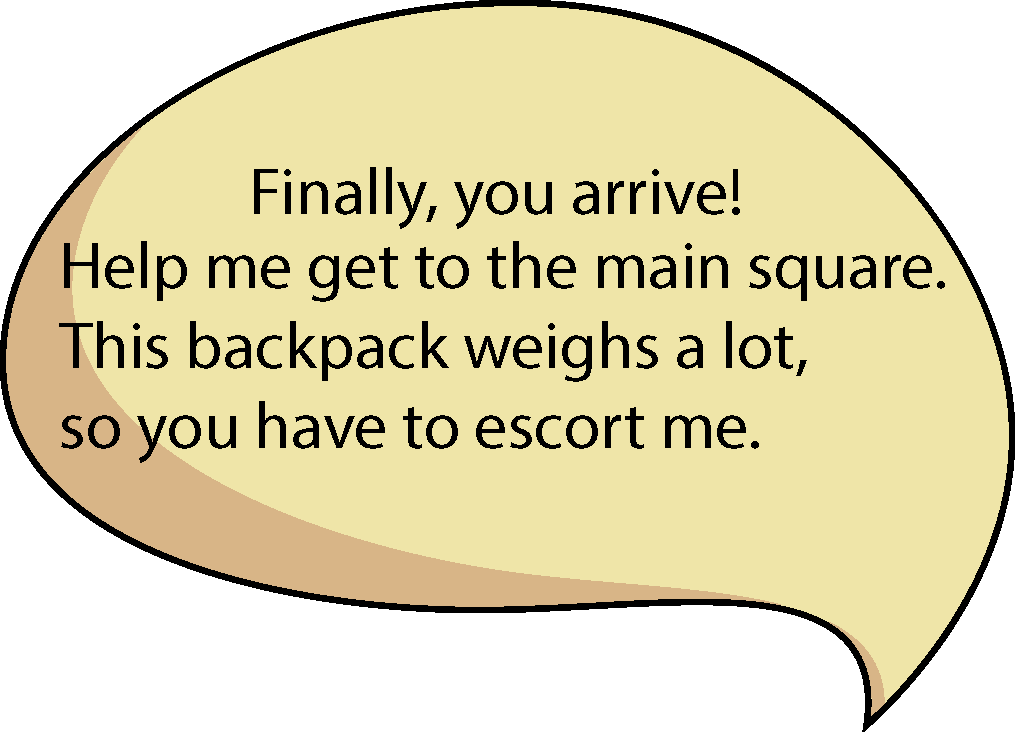 Finally, you arrive!
Help me get to the main square.
This backpack weighs a lot,
so you have to escort me.